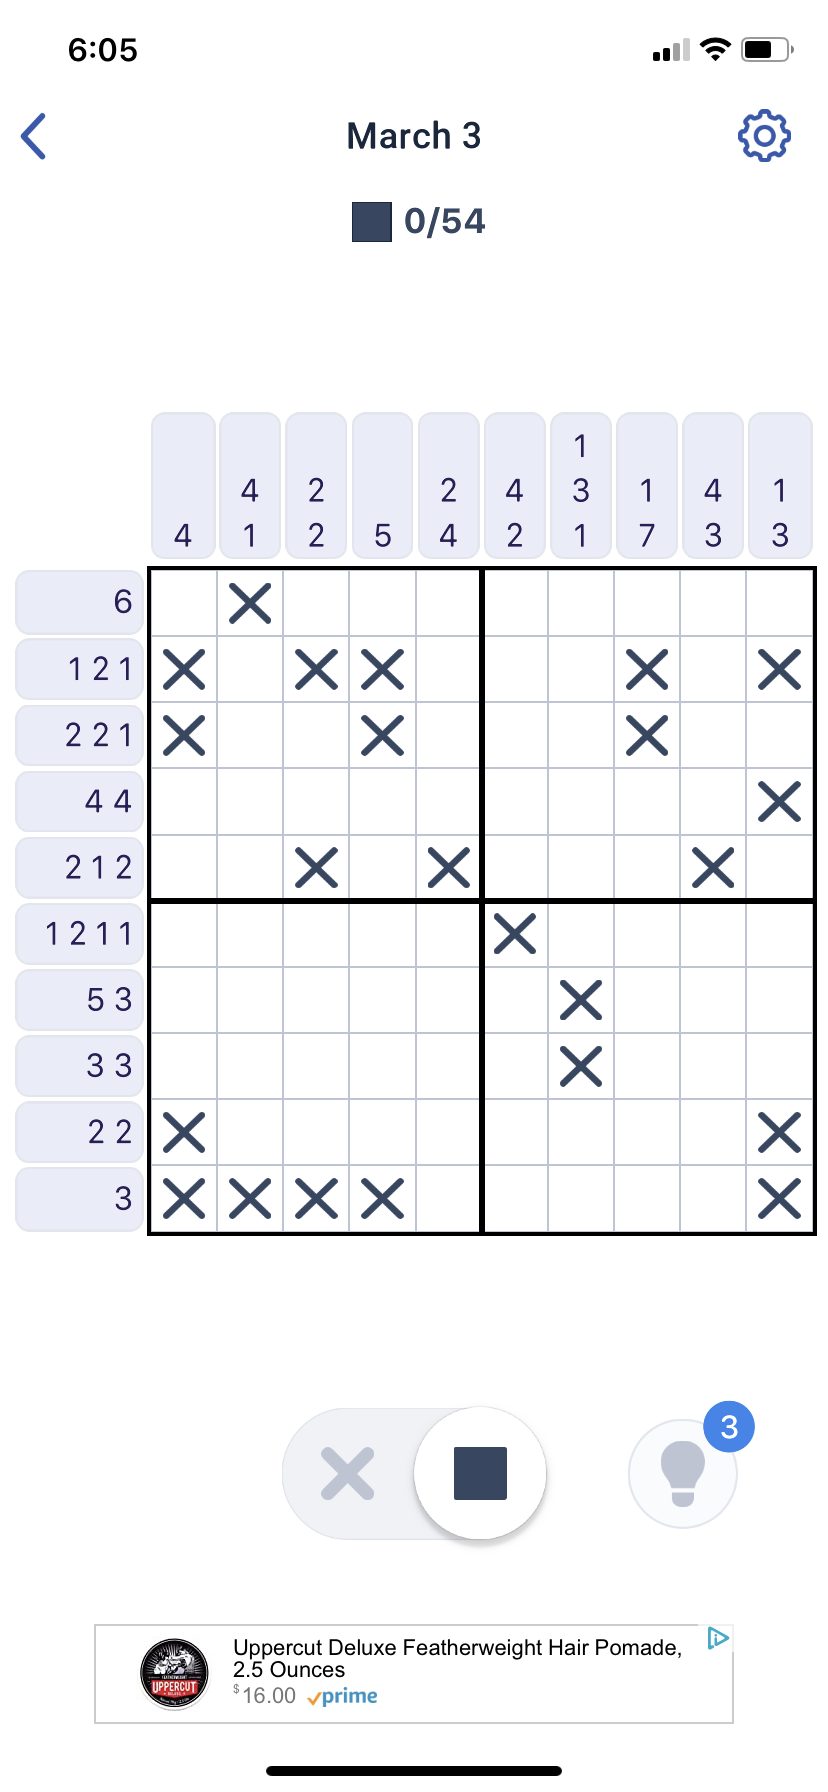 6:05
March 3
0/54
1
4 2 2 4 3 1 4 1
4 1 2 5 4 2 1 7 3 3
6
1 2 1
2 2 1
4 4
2 1 2
1 2 1 1
5 3
3 3
2 2
3
3
Uppercut Deluxe Featherweight Hair Pomade,
2.5 Ounces
$16.00 prime
UPPERCUT